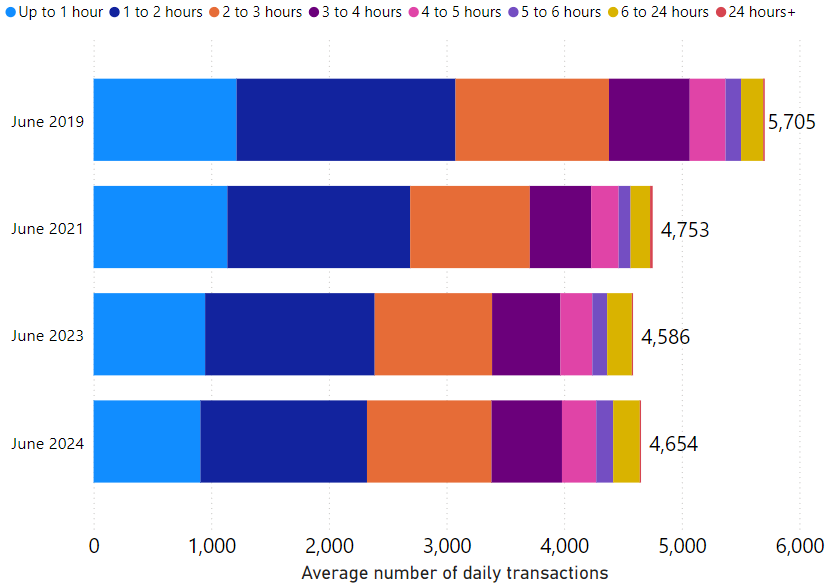 Up to 1 hour 1 to 2 hours 2 to 3 hours 3 to 4 hours 4 to 5 hours 5 to 6 hours 6 to 24 hours 24 hours+
June 2019 5,705
June 2021 4,753
June 2023 4,586
June 2024 4,654
0 1,000 2,000 3,000 4,000 5,000 6,000
Average number of daily transactions